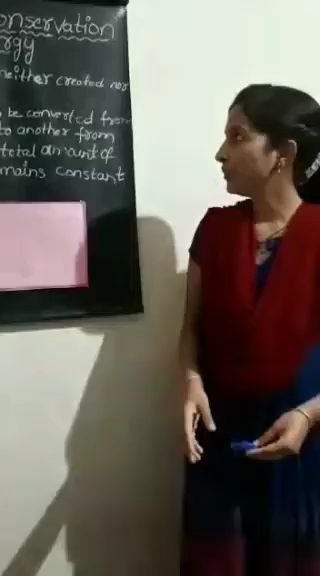 onservation
rgy
neither created nor
be converted from
to another from
total amount of
mains constant